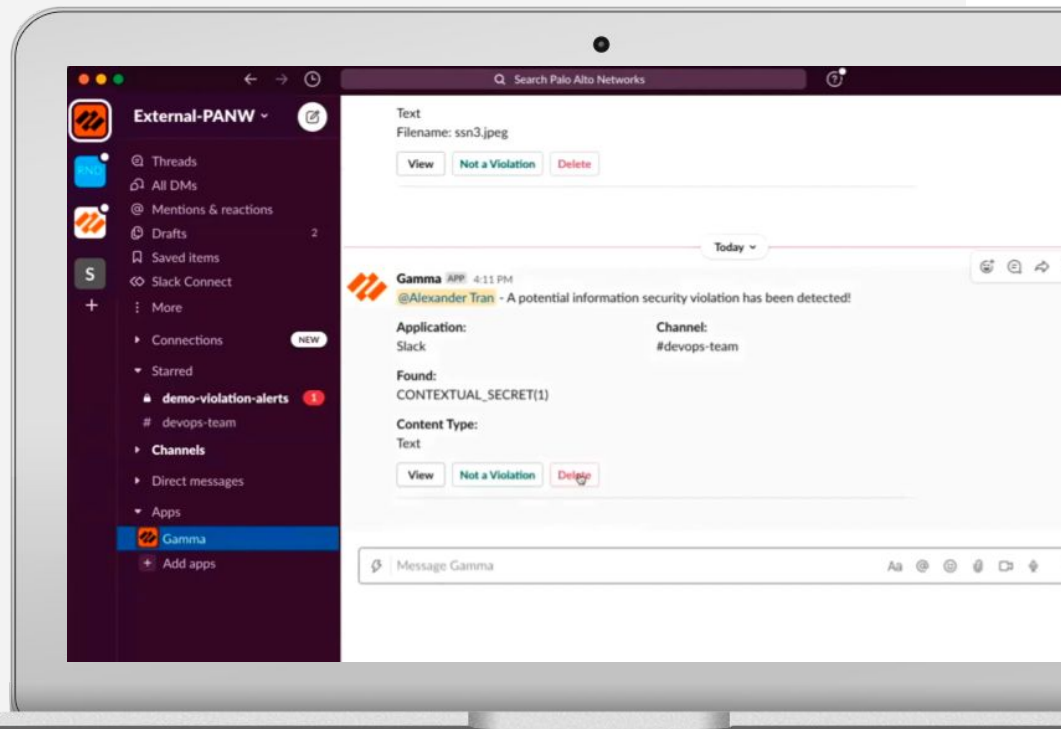 Search Palo Alto Networks
External-PANW
RND
S
Threads
All DMs
Mentions & reactions
Drafts 2
Saved items
Slack Connect
More
Connections NEW
Starred
demo-violation-alerts 1
# devops-team
Channels
Direct messages
Apps
Gamma
+ Add apps
Text
Filename: ssn3.jpeg
View Not a Violation Delete
Today
Gamma APP 4:11 PM
@Alexander Tran - A potential information security violation has been detected!
Application: Channel:
Slack #devops-team
Found:
CONTEXTUAL_SECRET(1)
Content Type:
Text
View Not a Violation Delete
Message Gamma
Aa @